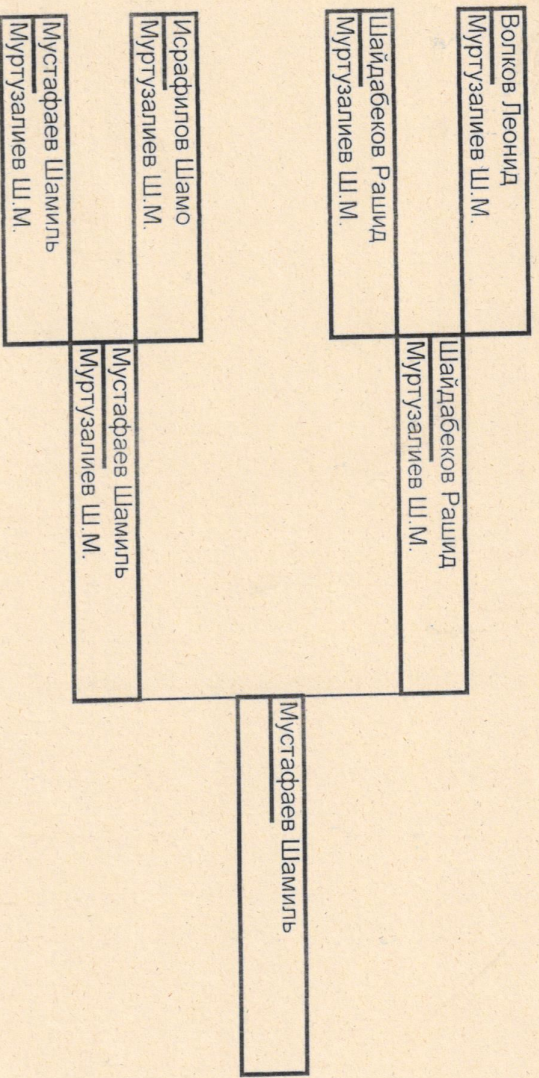 Волков Леонид
Муртузалиев Ш.М.
Шайдабеков Рашид
Муртузалиев Ш.М.
Исрафилов Шамо
Муртузалиев Ш.М.
Мустафаев Шамиль
Муртузалиев Ш.М.
Шайдабеков Рашид
Муртузалиев Ш.М.
Мустафаев Шамиль
Муртузалиев Ш.М.
Мустафаев Шамиль